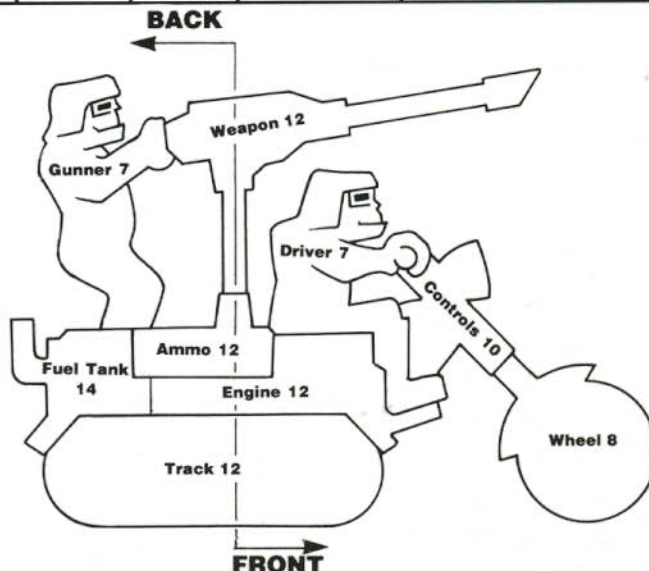 BACK
Weapon 12
Gunner 7
Driver 7
Controls 10
Ammo 12
Fuel Tank
14
Engine 12
Wheel 8
Track 12
FRONT